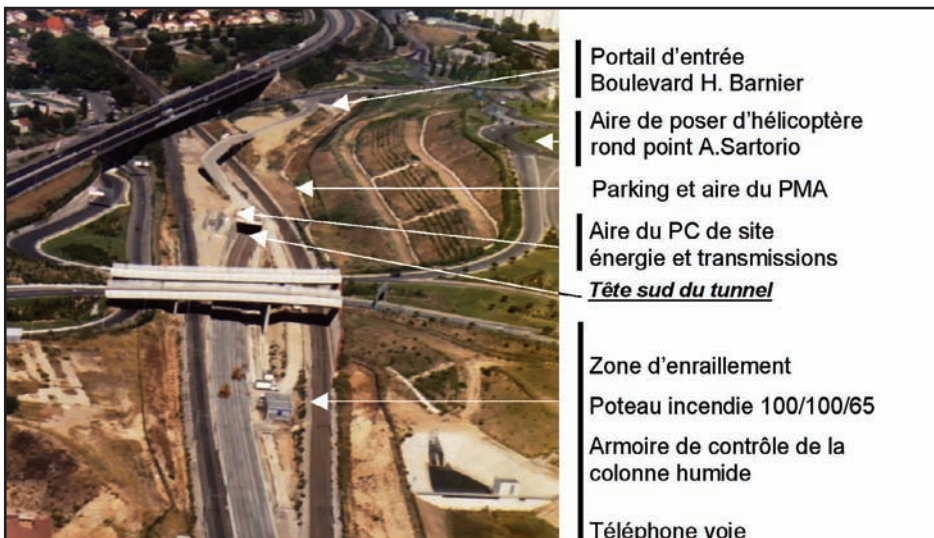 Portail d'entrée
Boulevard H. Barnier
Aire de poser d'hélicoptère
rond point A.Sartorio
Parking et aire du PMA
Aire du PC de site
énergie et transmissions
Tête sud du tunnel
Zone d'enraillement
Poteau incendie 100/100/65
Armoire de contrôle de la
colonne humide
Téléphone voie